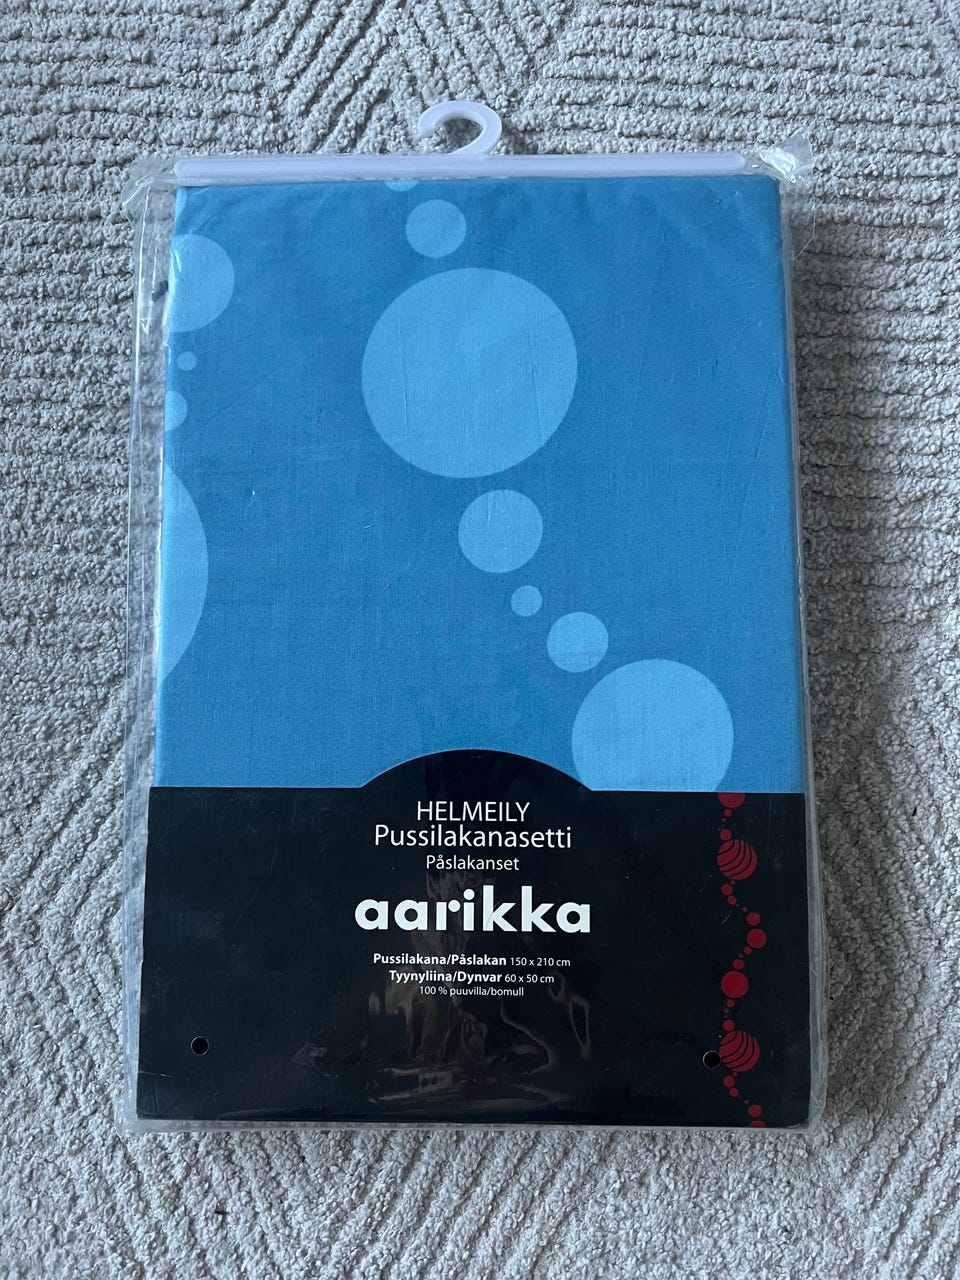 HELMEILY
Pussilakanasetti
Påslakanset
aarikka
Pussilakana/Påslakan 150 x 210 cm
Tyynyliina/Dynvar 60 x 50 cm
100 % puuvilla/bomull